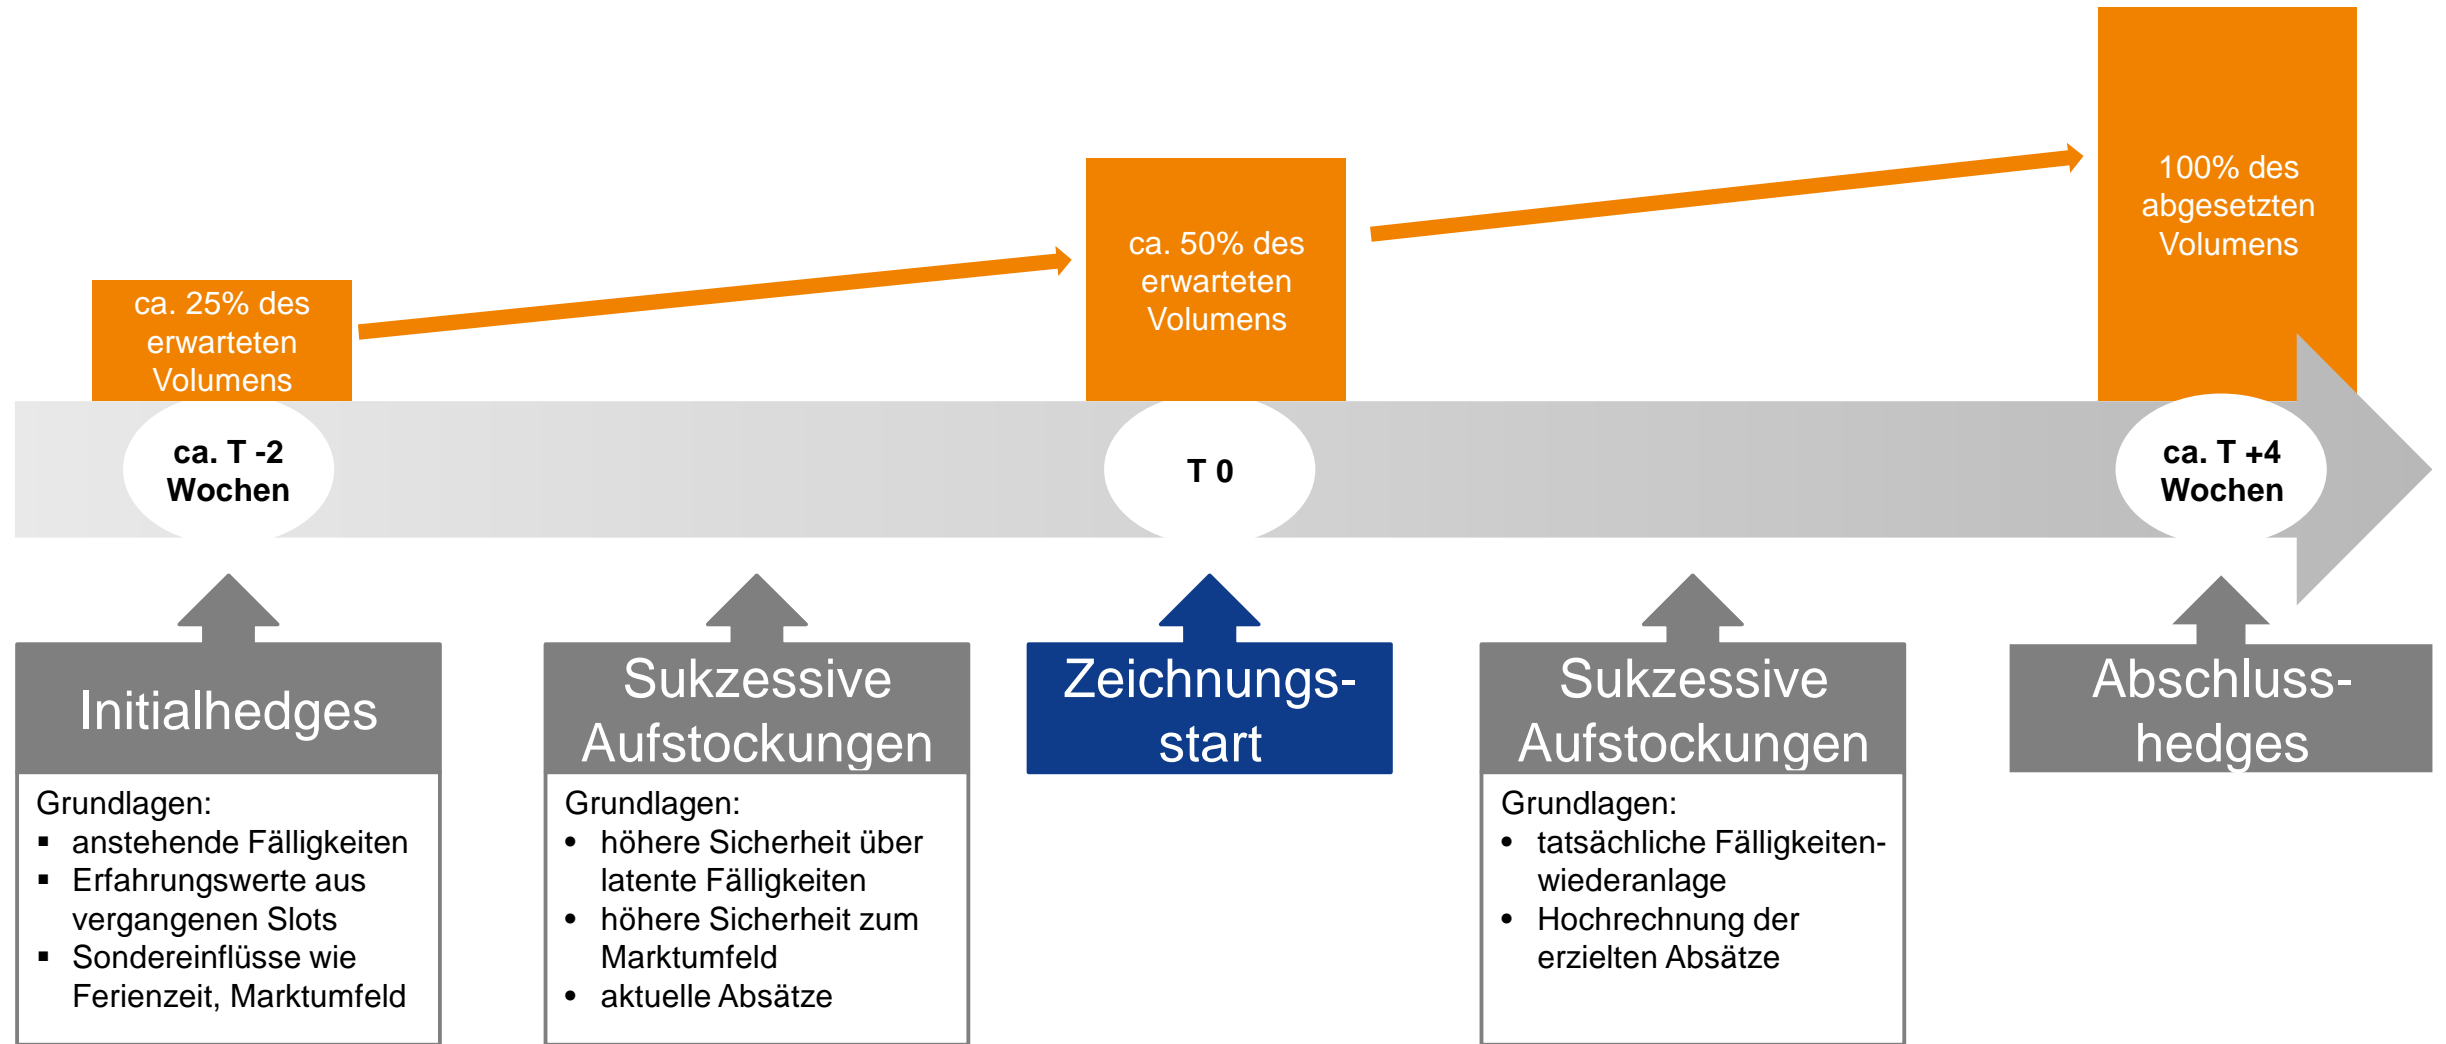 ca. 25% des
erwarteten
Volumens
ca. 50% des
erwarteten
Volumens
100% des
abgesetzten
Volumens
ca. T -2
Wochen
T 0
ca. T +4
Wochen
Initialhedges
Grundlagen:
▪ anstehende Fälligkeiten
▪ Erfahrungswerte aus
vergangenen Slots
▪ Sondereinflüsse wie
Ferienzeit, Marktumfeld
Sukzessive
Aufstockungen
Grundlagen:
• höhere Sicherheit über
latente Fälligkeiten
• höhere Sicherheit zum
Marktumfeld
• aktuelle Absätze
Zeichnungs-
start
Sukzessive
Aufstockungen
Grundlagen:
• tatsächliche Fälligkeiten-
wiederanlage
• Hochrechnung der
erzielten Absätze
Abschluss-
hedges